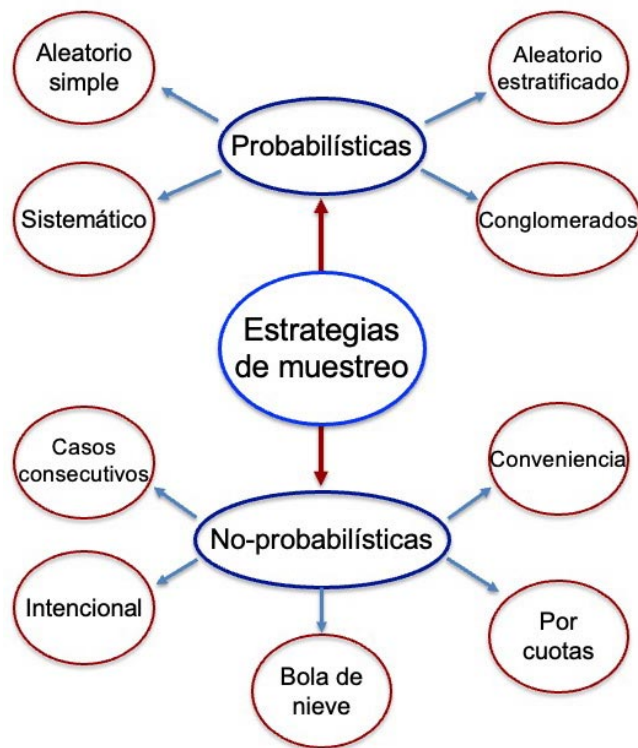 Aleatorio
simple
Aleatorio
estratificado
Probabilísticas
Sistemático
Conglomerados
Estrategias
de muestreo
Casos
consecutivos
Conveniencia
No-probabilísticas
Intencional
Por
cuotas
Bola de
nieve